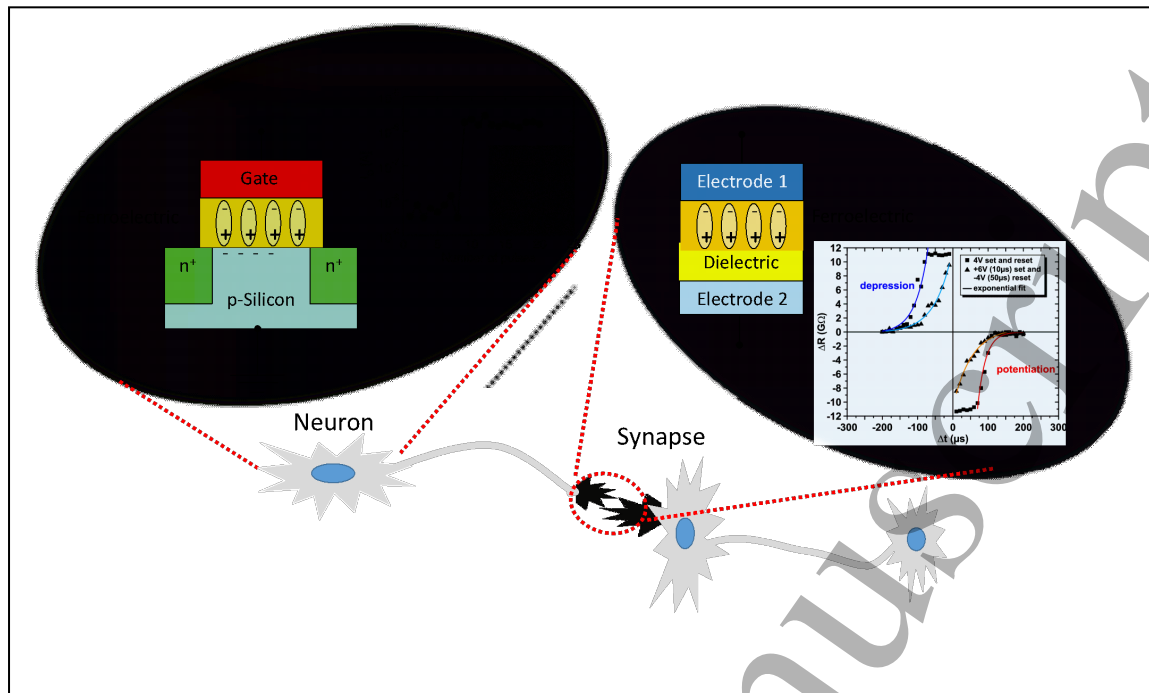 Gate
n⁺
n⁺
p-Silicon
Electrode 1
Dielectric
Electrode 2
4V set and reset
+6V (10µs) set and
-4V (50µs) reset
exponential fit
depression
potentiation
ΔR (GΩ)
12
10
8
6
4
2
0
-2
-4
-6
-8
-10
-12
-300
-200
-100
0
100
200
300
Δt (µs)
Neuron
Synapse